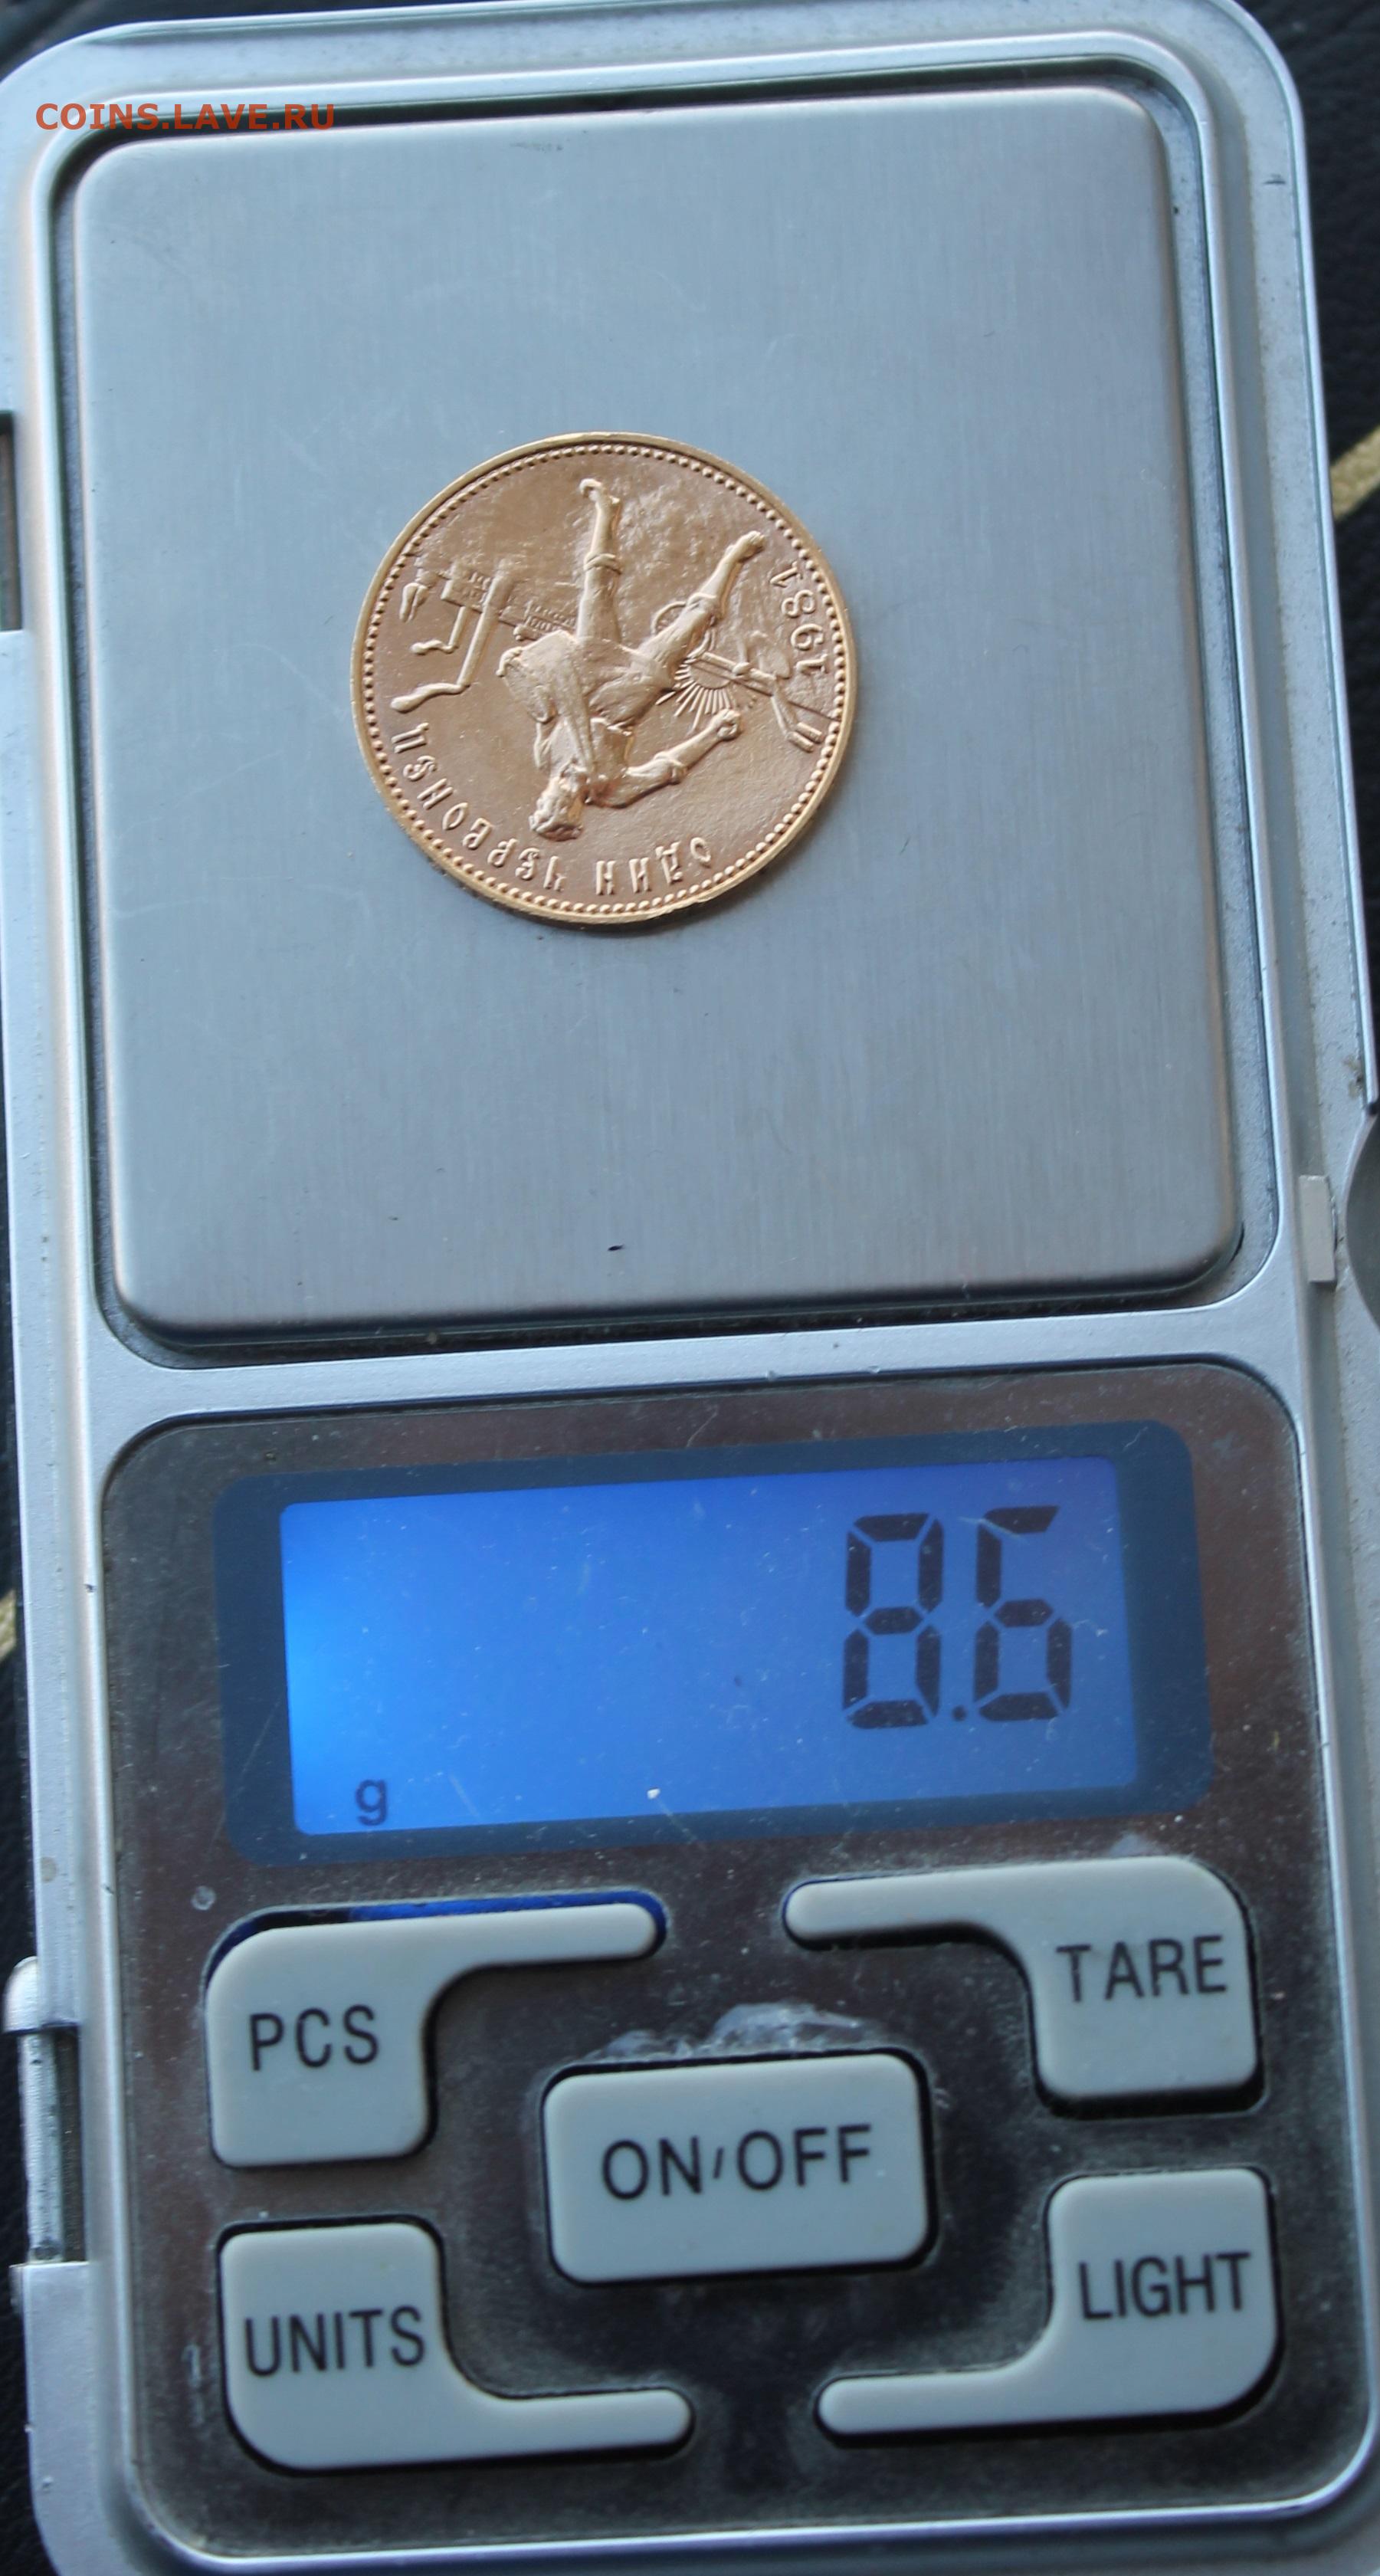 COINS.LAVE.RU
1981
ОДИН ЧЕРВОНЕЦ
8.6
g
PCS
TARE
ON/OFF
UNITS
LIGHT